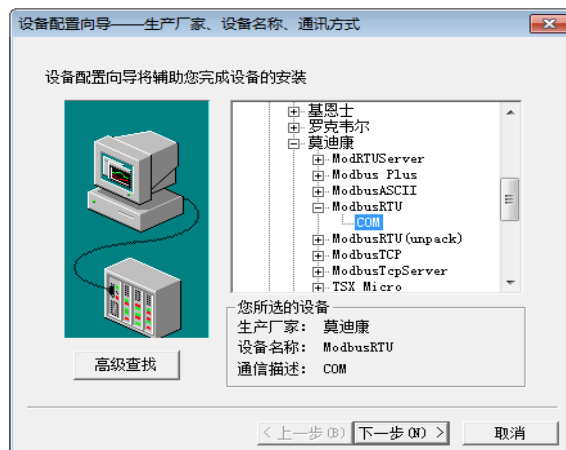 设备配置向导——生产厂家、设备名称、通讯方式
设备配置向导将辅助您完成设备的安装
基恩士
罗克韦尔
莫迪康
ModRTUServer
Modbus Plus
ModbusASCII
ModbusRTU
COM
ModbusRTU(unpack)
ModbusTCP
ModbusTcpServer
TSX Micro
您所选的设备
生产厂家： 莫迪康
设备名称： ModbusRTU
通信描述： COM
高级查找
< 上一步(B)
下一步(N) >
取消